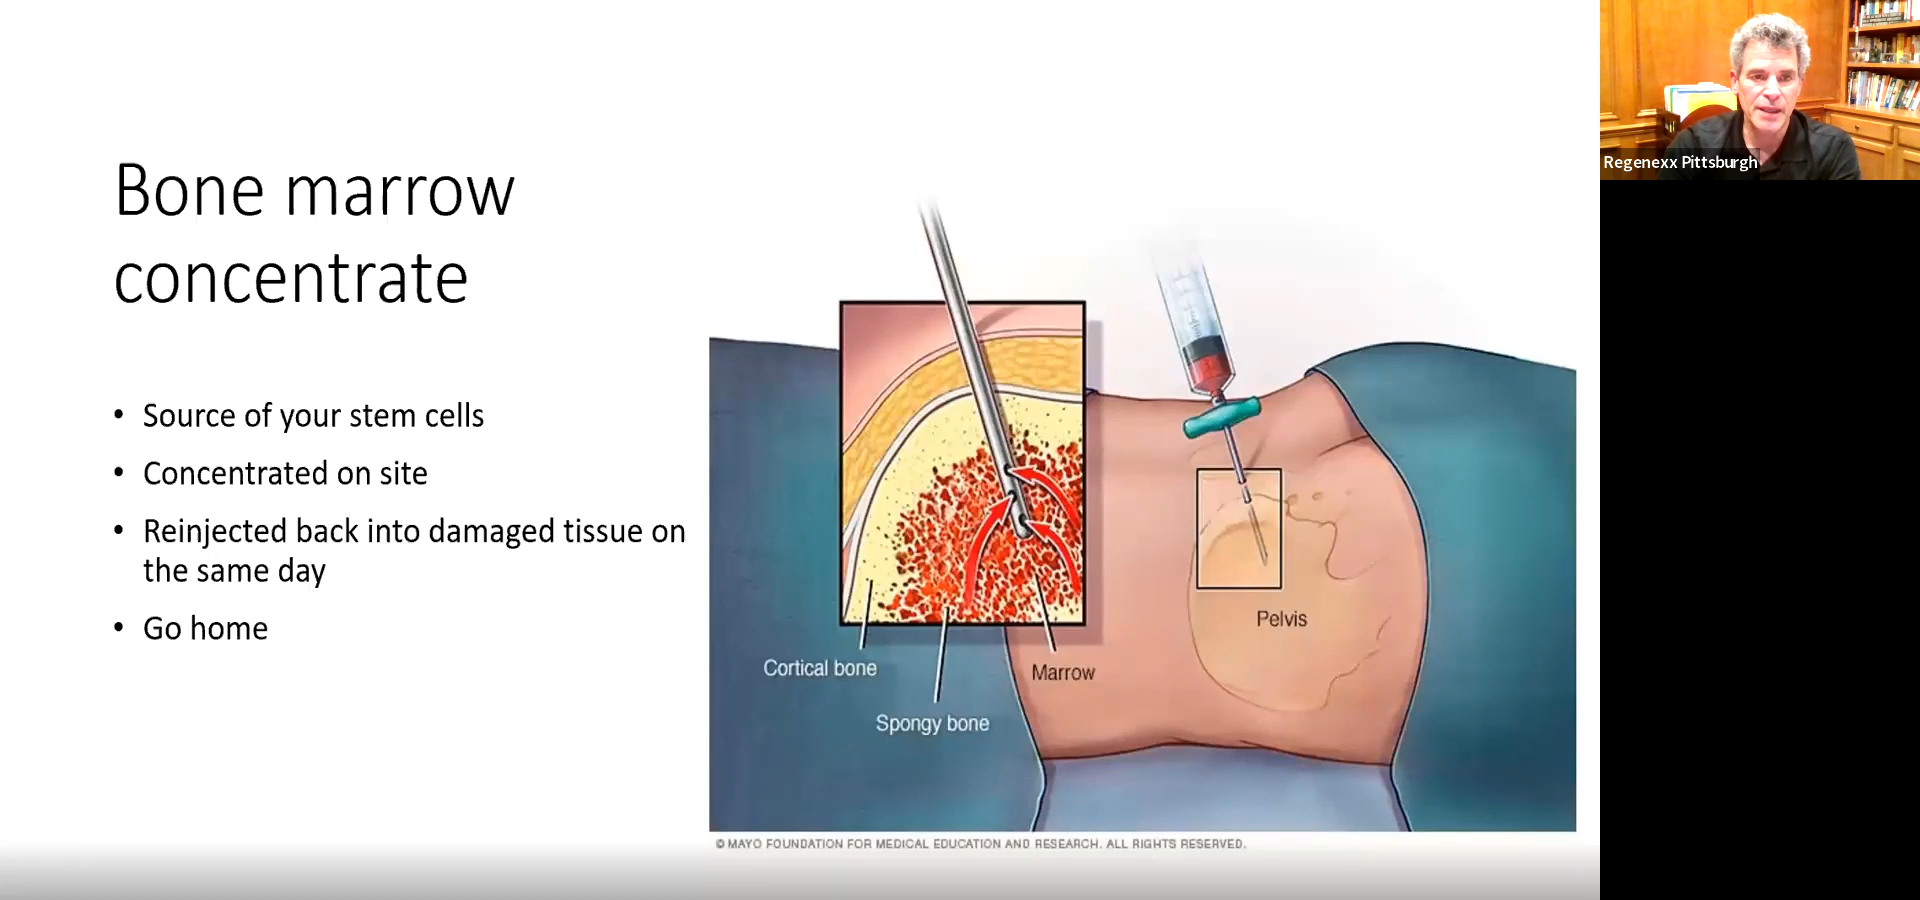 Bone marrow
concentrate
• Source of your stem cells
• Concentrated on site
• Reinjected back into damaged tissue on
the same day
• Go home
Cortical bone
Spongy bone
Marrow
Pelvis
© MAYO FOUNDATION FOR MEDICAL EDUCATION AND RESEARCH. ALL RIGHTS RESERVED.
Regenexx Pittsburgh